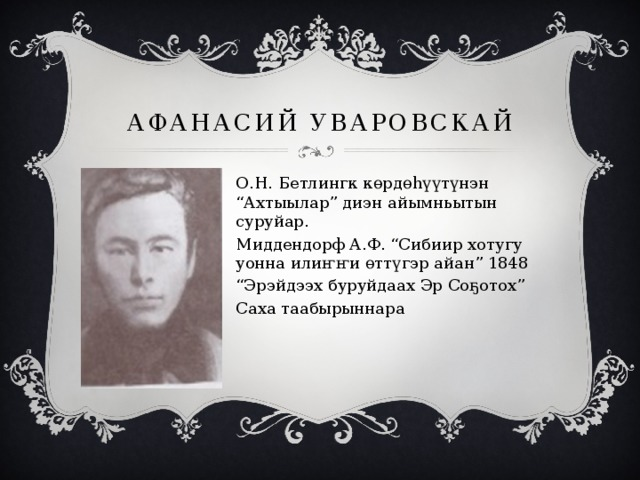 АФАНАСИЙ УВАРОВСКАЙ
О.Н. Бетлингк көрдөһүүтүнэн
“Ахтыылар” диэн айымньытын
суруйар.
Миддендорф А.Ф. “Сибиир хотугу
уонна илиҥҥи өттүгэр айан” 1848
“Эрэйдээх буруйдаах Эр Соҕотох”
Саха таабырыннара